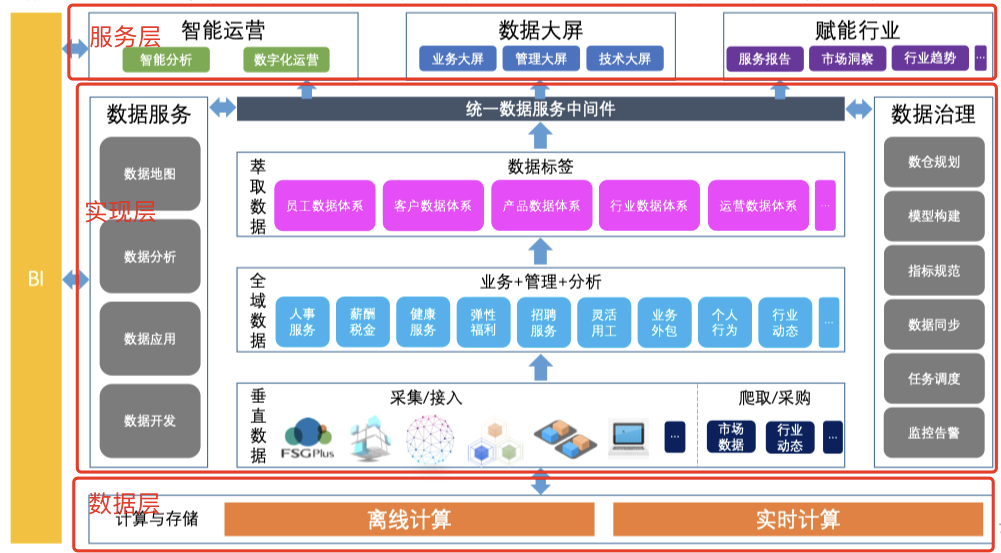 BI
服务层
智能运营
智能分析
数字化运营
数据大屏
业务大屏
管理大屏
技术大屏
赋能行业
服务报告
市场洞察
行业趋势
...
实现层
数据服务
数据地图
数据分析
数据应用
数据开发
统一数据服务中间件
萃取数据
数据标签
员工数据体系
客户数据体系
产品数据体系
行业数据体系
运营数据体系
...
全域数据
业务+管理+分析
人事
服务
薪酬
税金
健康
服务
弹性
福利
招聘
服务
灵活
用工
业务
外包
个人
行为
行业
动态
...
垂直数据
采集/接入
FSGPlus
...
爬取/采购
市场
数据
行业
动态
...
数据治理
数仓规划
模型构建
指标规范
数据同步
任务调度
监控告警
数据层
计算与存储
离线计算
实时计算